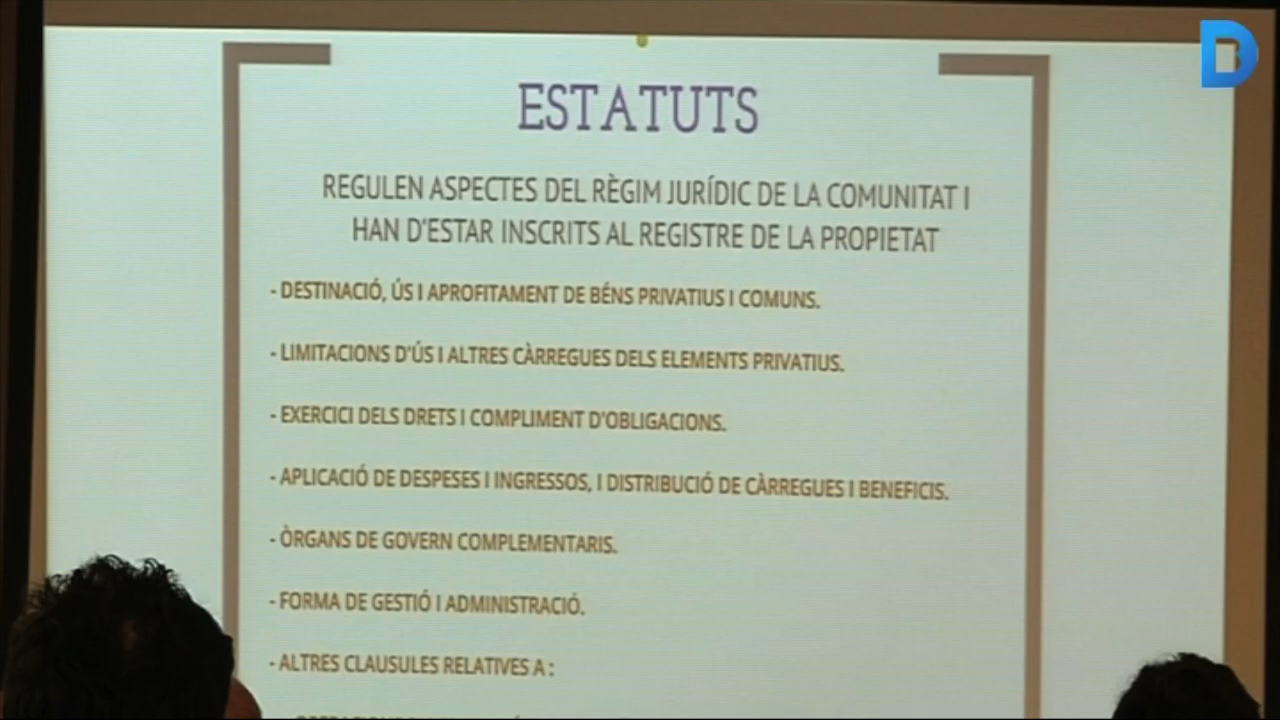 ESTATUTS
REGULEN ASPECTES DEL RÈGIM JURÍDIC DE LA COMUNITAT I
HAN D'ESTAR INSCRITS AL REGISTRE DE LA PROPIETAT
- DESTINACIÓ, ÚS I APROFITAMENT DE BÉNS PRIVATIUS I COMUNS.
- LIMITACIONS D'ÚS I ALTRES CÀRREGUES DELS ELEMENTS PRIVATIUS.
- EXERCICI DELS DRETS I COMPLIMENT D'OBLIGACIONS.
- APLICACIÓ DE DESPESES I INGRESSOS, I DISTRIBUCIÓ DE CÀRREGUES I BENEFICIS.
- ÒRGANS DE GOVERN COMPLEMENTARIS.
- FORMA DE GESTIÓ I ADMINISTRACIÓ.
- ALTRES CLAUSULES RELATIVES A :